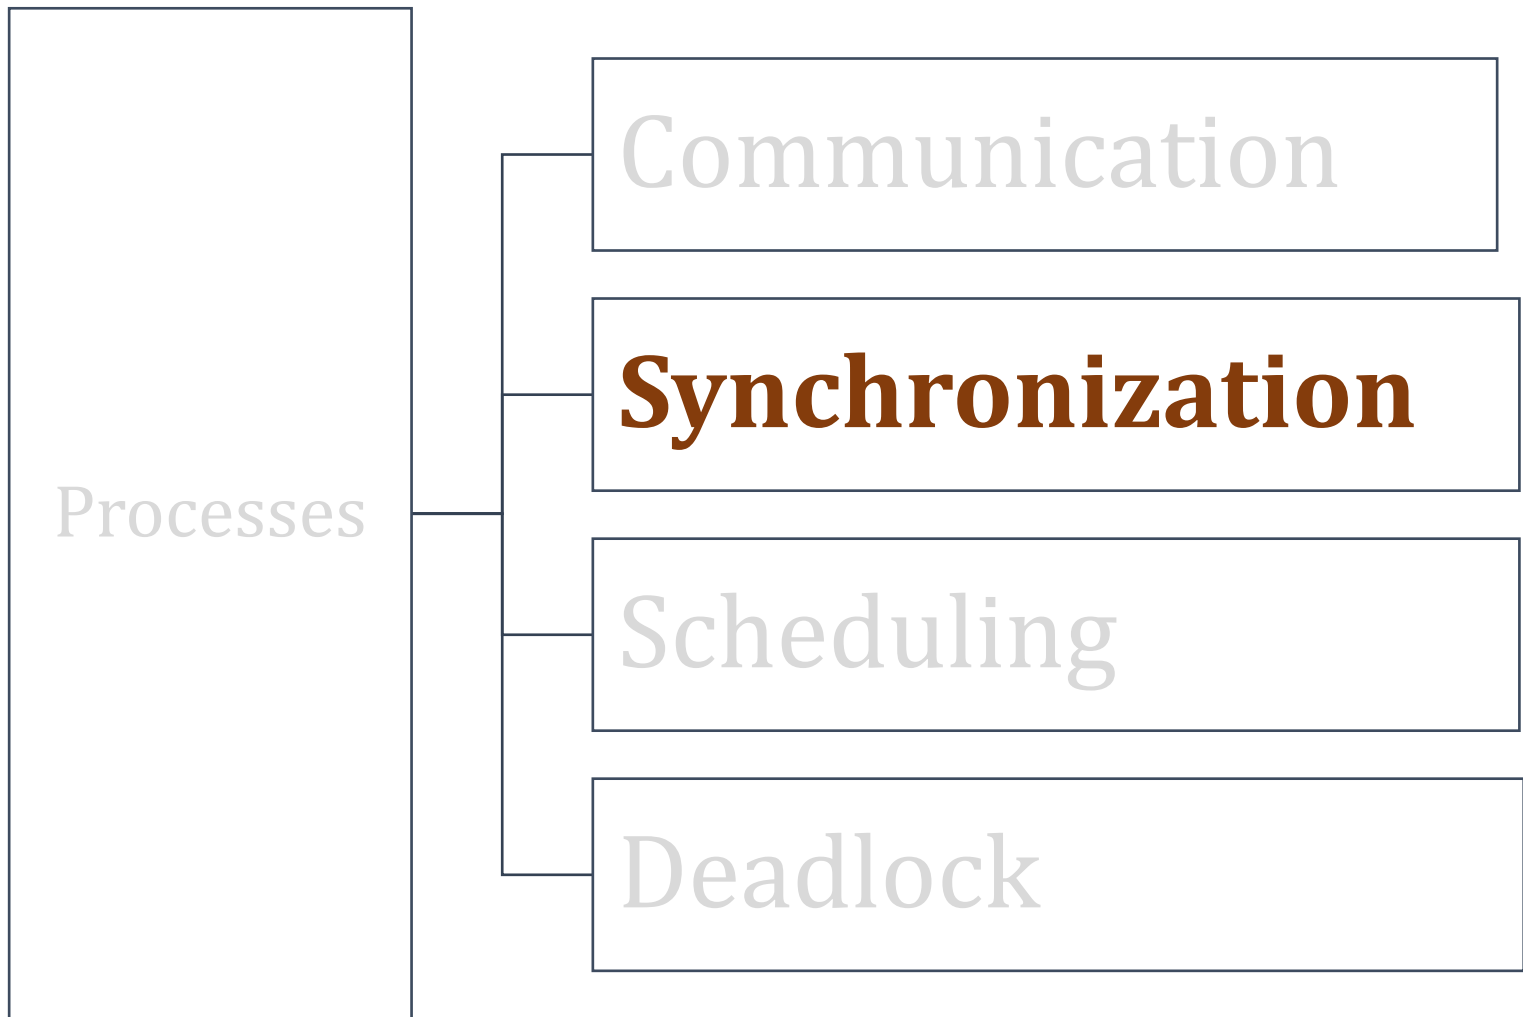 Processes
Communication
Synchronization
Scheduling
Deadlock